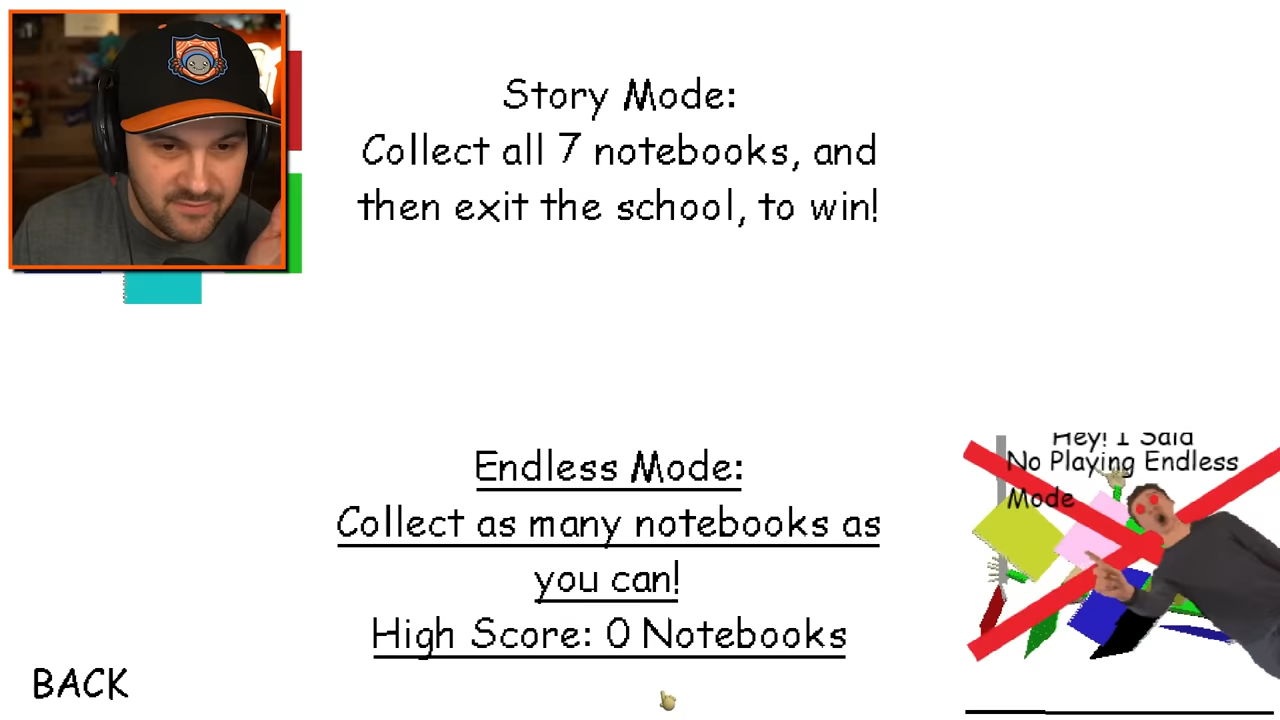 Story Mode:
Collect all 7 notebooks, and
then exit the school, to win!
Endless Mode:
Collect as many notebooks as
you can!
High Score: 0 Notebooks
Hey! I Said
No Playing Endless
Mode
BACK